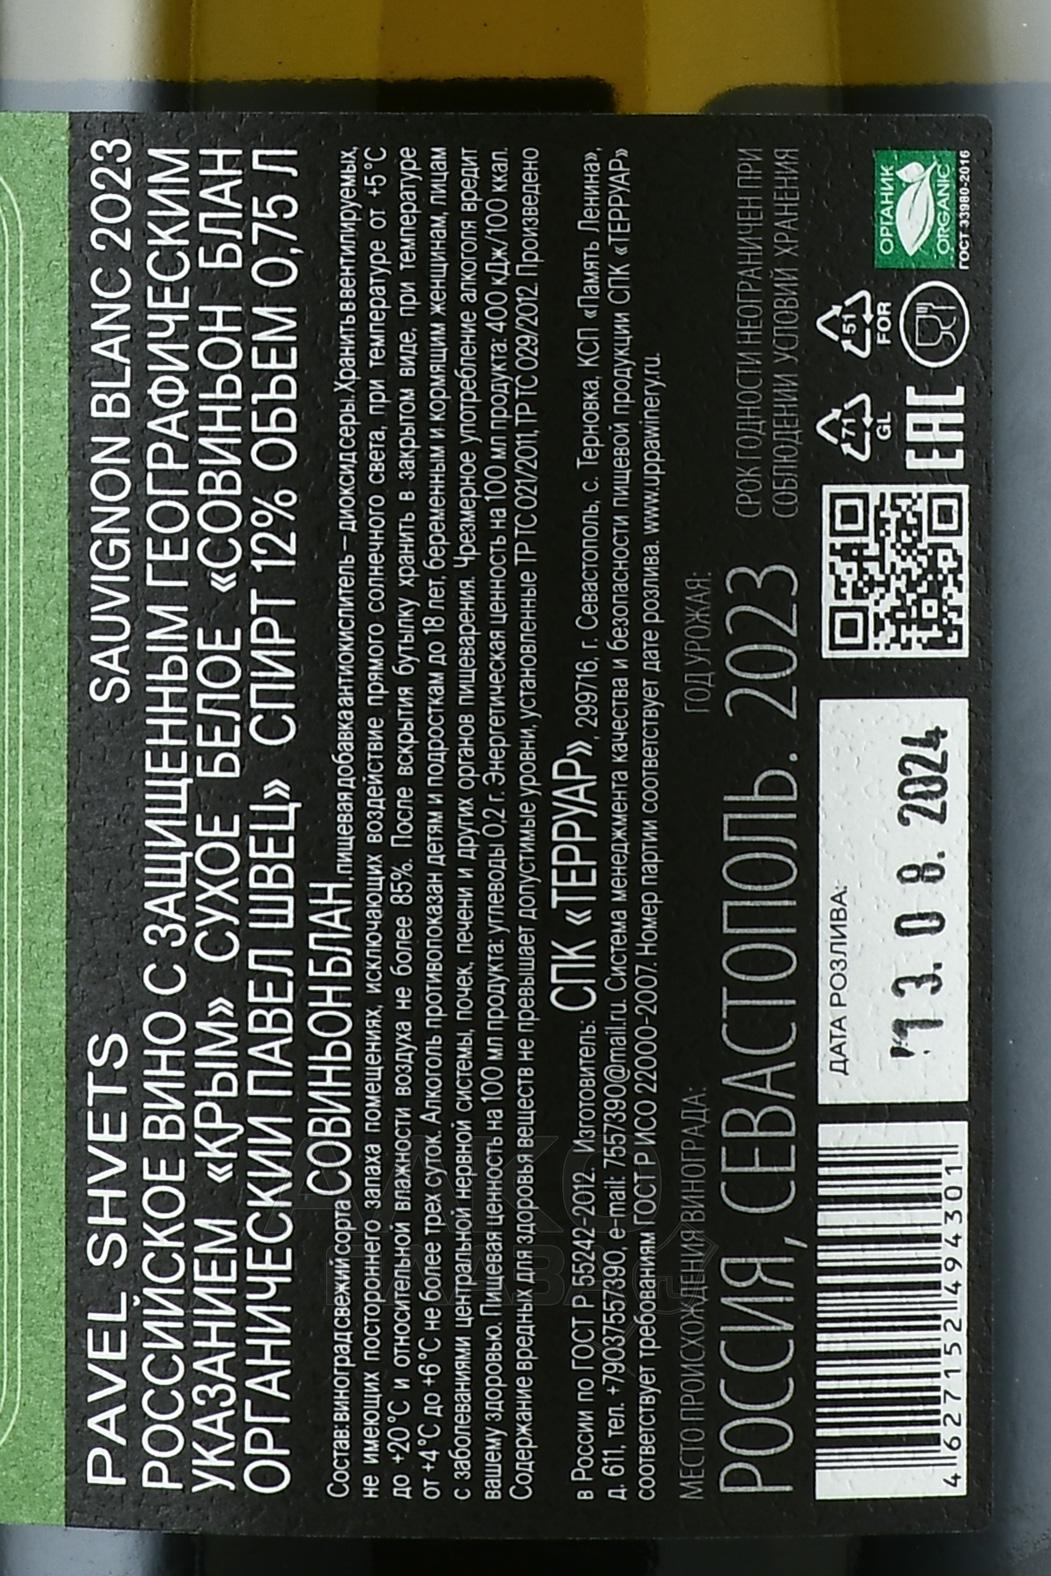 PAVEL SHVETS SAUVIGNON BLANC 2023
РОССИЙСКОЕ ВИНО С ЗАЩИЩЕННЫМ ГЕОГРАФИЧЕСКИМ
УКАЗАНИЕМ «КРЫМ» СУХОЕ БЕЛОЕ «СОВИНЬОН БЛАН
ОРГАНИЧЕСКИЙ ПАВЕЛ ШВЕЦ» СПИРТ 12% ОБЪЕМ 0,75 Л
Состав: виноград свежий сорта СОВИНЬОН БЛАН, пищевая добавка антиокислитель – диоксид серы. Хранить в вентилируемых,
не имеющих постороннего запаха помещениях, исключающих воздействие прямого солнечного света, при температуре от +5°С
до +20°С и относительной влажности воздуха не более 85%. После вскрытия бутылку хранить в закрытом виде, при температуре
от +4°С до +6°С не более трех суток. Алкоголь противопоказан детям и подросткам до 18 лет, беременным и кормящим женщинам, лицам
с заболеваниями центральной нервной системы, почек, печени и других органов пищеварения. Чрезмерное употребление алкоголя вредит
вашему здоровью. Пищевая ценность на 100 мл продукта: углеводы 0,2 г. Энергетическая ценность на 100 мл продукта: 400 кДж/100 ккал.
Содержание вредных для здоровья веществ не превышает допустимые уровни, установленные ТР ТС 021/2011, ТР ТС 029/2012. Произведено
в России по ГОСТ Р 55242-2012. Изготовитель: СПК «ТЕРРУАР», 299716, г. Севастополь, с. Терновка, КСП «Память Ленина»,
д. 611, тел. +79037557390, e-mail: 7557390@mail.ru. Система менеджмента качества и безопасности пищевой продукции СПК «ТЕРРУАР»
соответствует требованиям ГОСТ Р ИСО 22000-2007. Номер партии соответствует дате розлива. www.uppawinery.ru.
МЕСТО ПРОИСХОЖДЕНИЯ ВИНОГРАДА: ГОД УРОЖАЯ:
РОССИЯ, СЕВАСТОПОЛЬ. 2023
СРОК ГОДНОСТИ НЕОГРАНИЧЕН ПРИ
СОБЛЮДЕНИИ УСЛОВИЙ ХРАНЕНИЯ
4 627152 494301
ДАТА РОЗЛИВА:
13. 08. 2024
71
GL
51
FOR
EAC
ОРГАНИК
ORGANIC
ГОСТ 33980-2016
АЛКО
ГЛАВ.RU